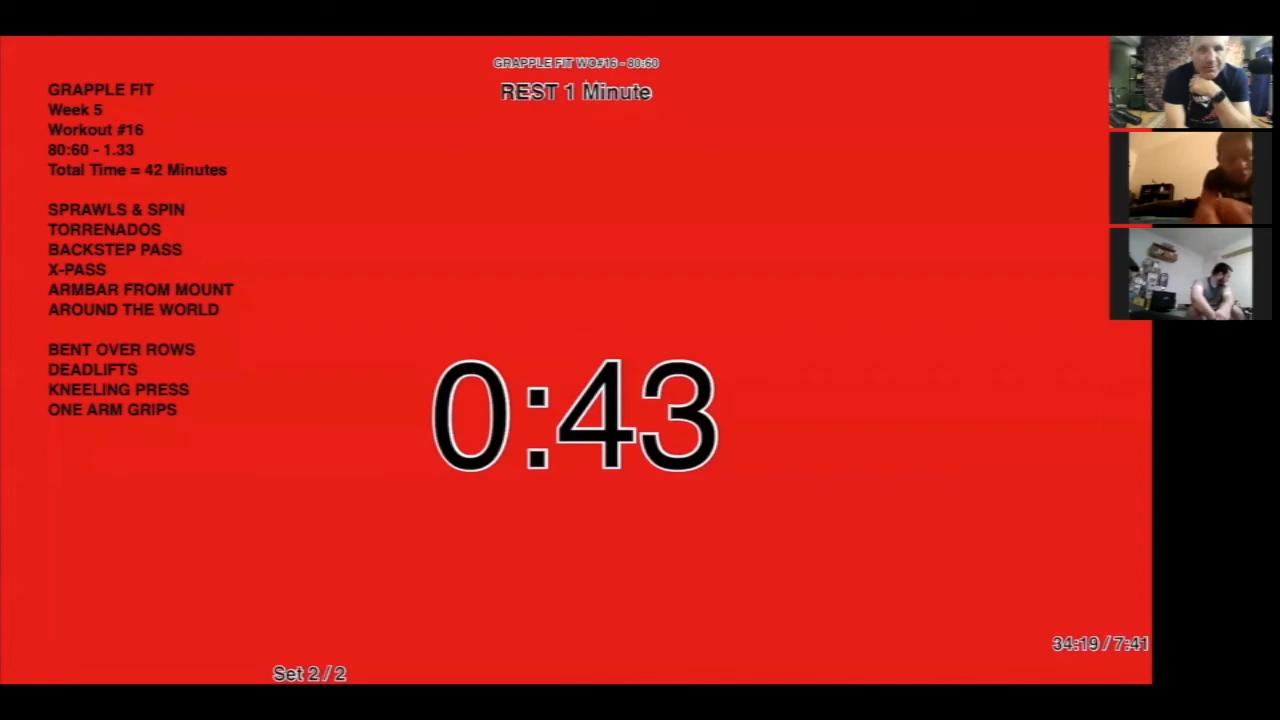 GRAPPLE FIT WO#16 - 80:60
REST 1 Minute
GRAPPLE FIT
Week 5
Workout #16
80:60 - 1.33
Total Time = 42 Minutes
SPRAWLS & SPIN
TORRENADOS
BACKSTEP PASS
X-PASS
ARMBAR FROM MOUNT
AROUND THE WORLD
BENT OVER ROWS
DEADLIFTS
KNEELING PRESS
ONE ARM GRIPS
0:43
34:19 / 7:41
Set 2 / 2